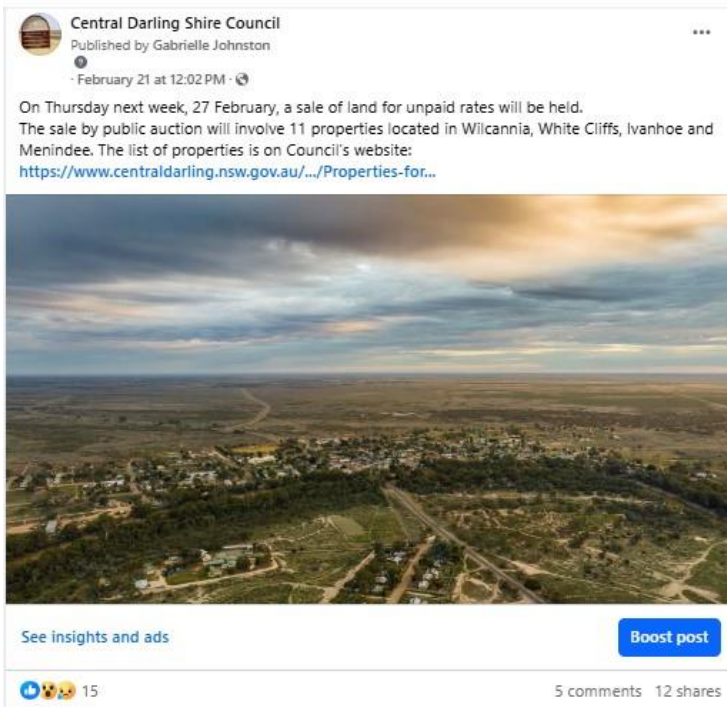 Central Darling Shire Council
Published by Gabrielle Johnston
· February 21 at 12:02 PM ·
On Thursday next week, 27 February, a sale of land for unpaid rates will be held.
The sale by public auction will involve 11 properties located in Wilcannia, White Cliffs, Ivanhoe and
Menindee. The list of properties is on Council's website:
https://www.centraldarling.nsw.gov.au/.../Properties-for...
See insights and ads
Boost post
15
5 comments 12 shares